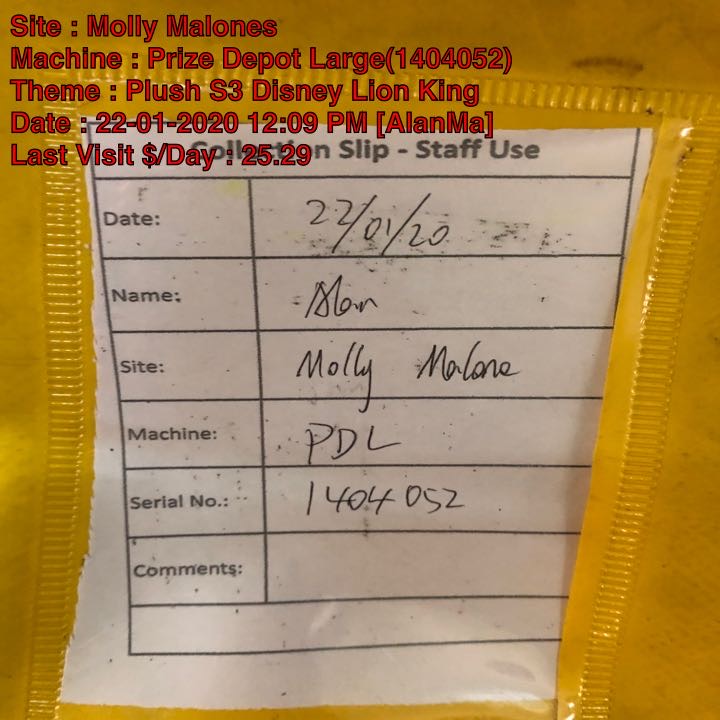 Site : Molly Malones
Machine : Prize Depot Large(1404052)
Theme : Plush S3 Disney Lion King
Date : 22-01-2020 12:09 PM [AlanMa]
Last Visit $/Day : 25.29
Collection Slip - Staff Use
Date: 22/01/20
Name: Alan
Site: Molly Malone
Machine: PDL
Serial No.: 1404052
Comments: